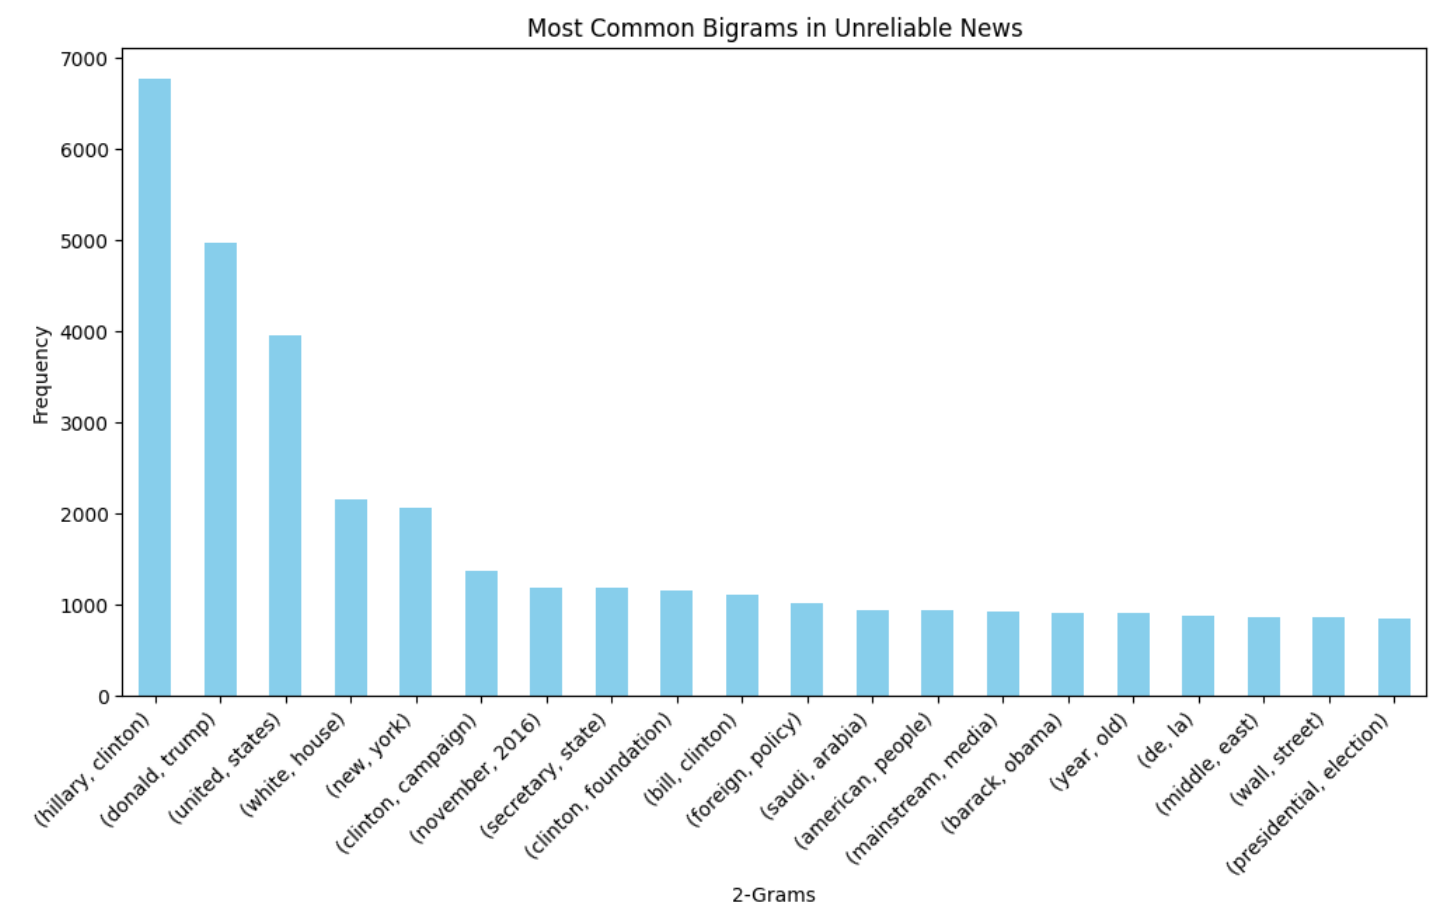 Most Common Bigrams in Unreliable News
7000
6000
5000
4000
3000
2000
1000
0
Frequency
(hillary, clinton)
(donald, trump)
(united, states)
(white, house)
(new, york)
(clinton, campaign)
(november, 2016)
(secretary, state)
(clinton, foundation)
(bill, clinton)
(foreign, policy)
(saudi, arabia)
(american, people)
(mainstream, media)
(barack, obama)
(year, old)
(de, la)
(middle, east)
(wall, street)
(presidential, election)
2-Grams